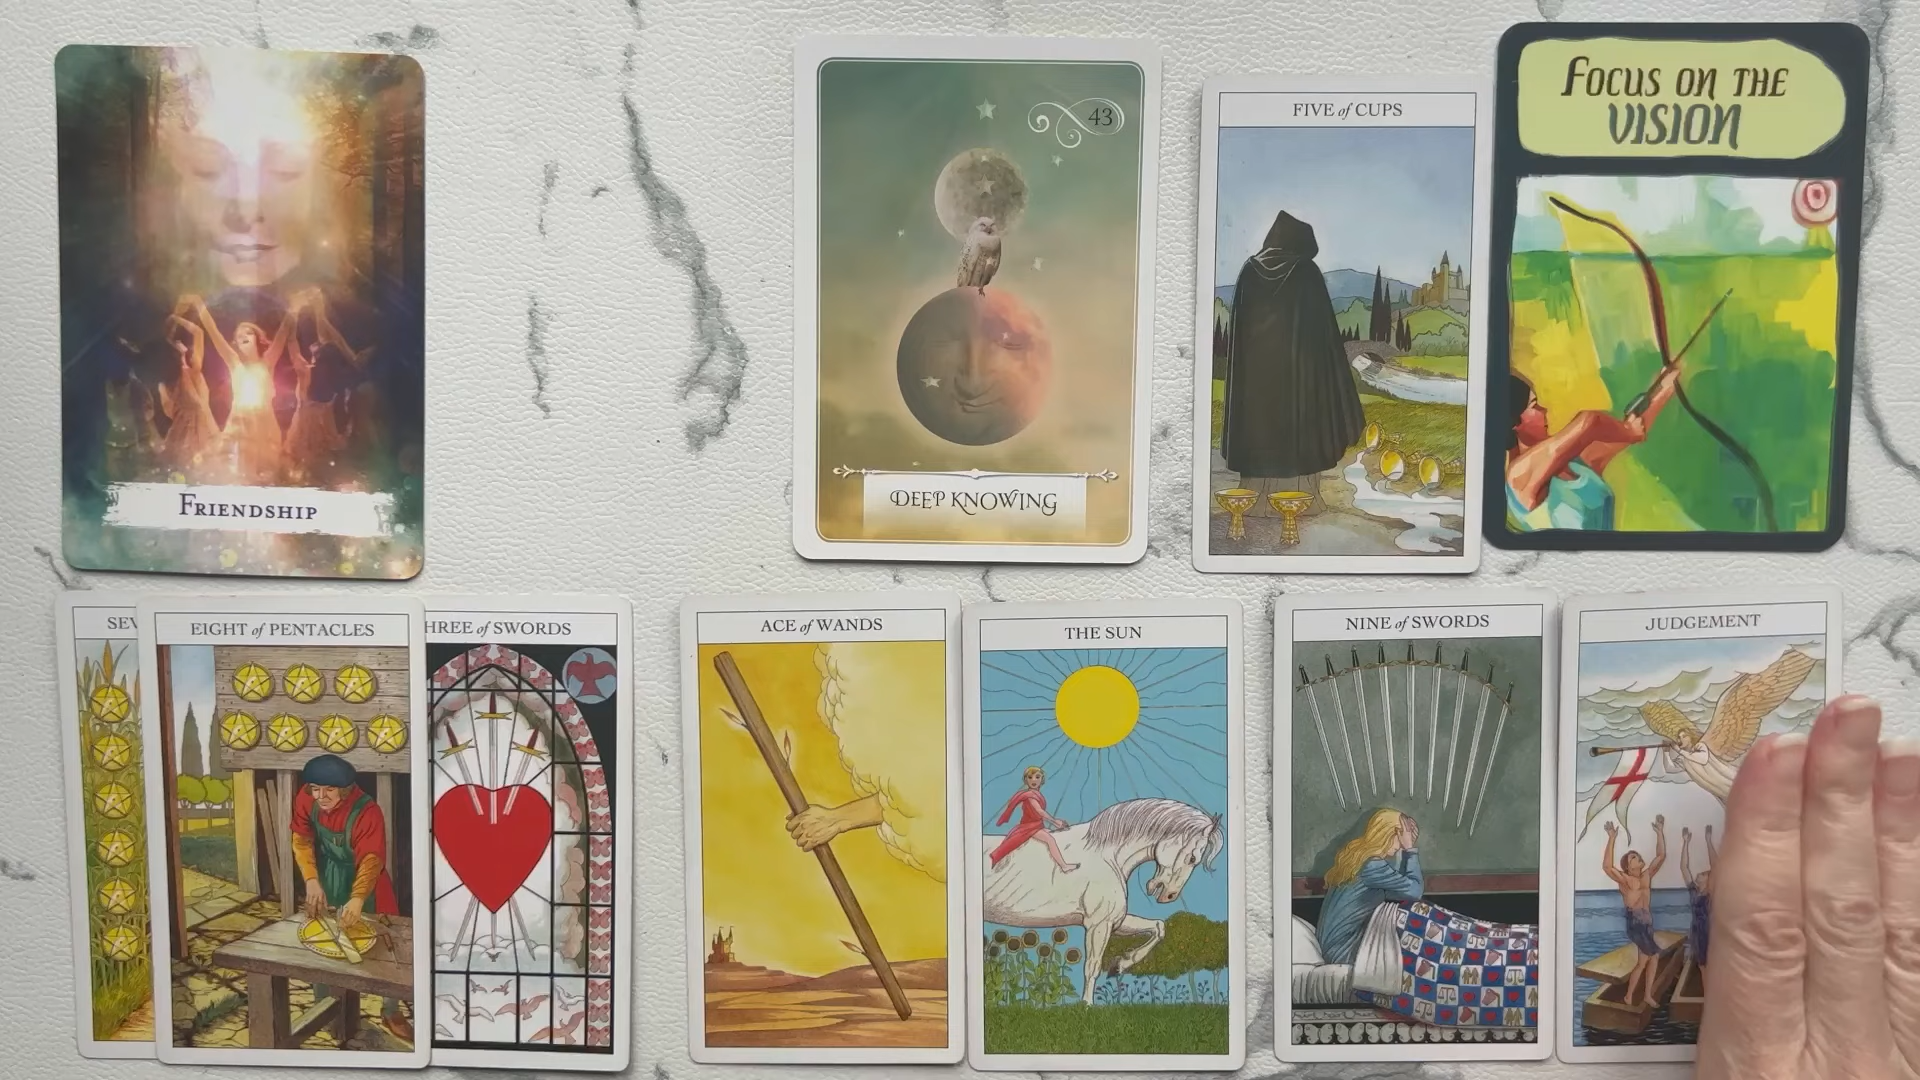 FRIENDSHIP
43
DEEP KNOWING
FIVE of CUPS
FOCUS ON THE
VISION
SEV
EIGHT of PENTACLES
HREE of SWORDS
ACE of WANDS
THE SUN
NINE of SWORDS
JUDGEMENT